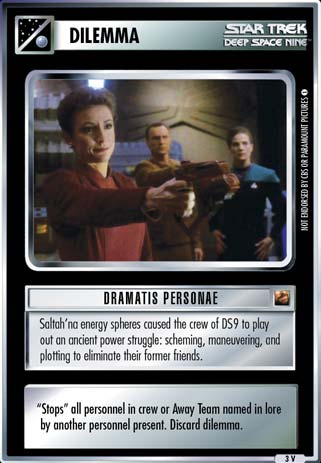 DILEMMA
STAR TREK
DEEP SPACE NINE
NOT ENDORSED BY CBS OR PARAMOUNT PICTURES
DRAMATIS PERSONAE
Saltah'na energy spheres caused the crew of DS9 to play
out an ancient power struggle: scheming, maneuvering, and
plotting to eliminate their former friends.
"Stops" all personnel in crew or Away Team named in lore
by another personnel present. Discard dilemma.
3 V